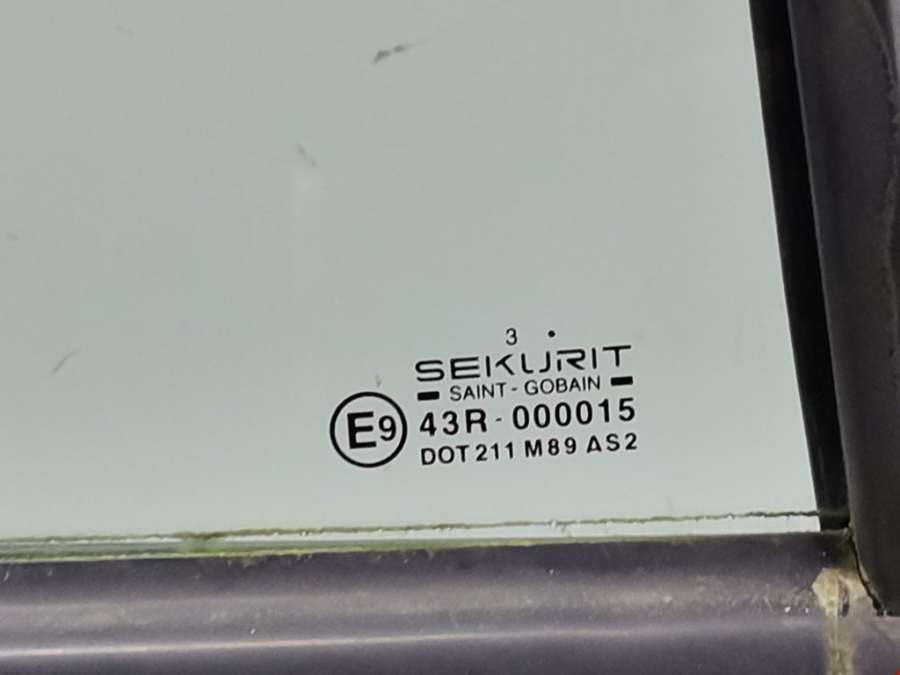 3 .
SEKURIT
SAINT-GOBAIN
E9 43R-000015
DOT 211 M89 AS2